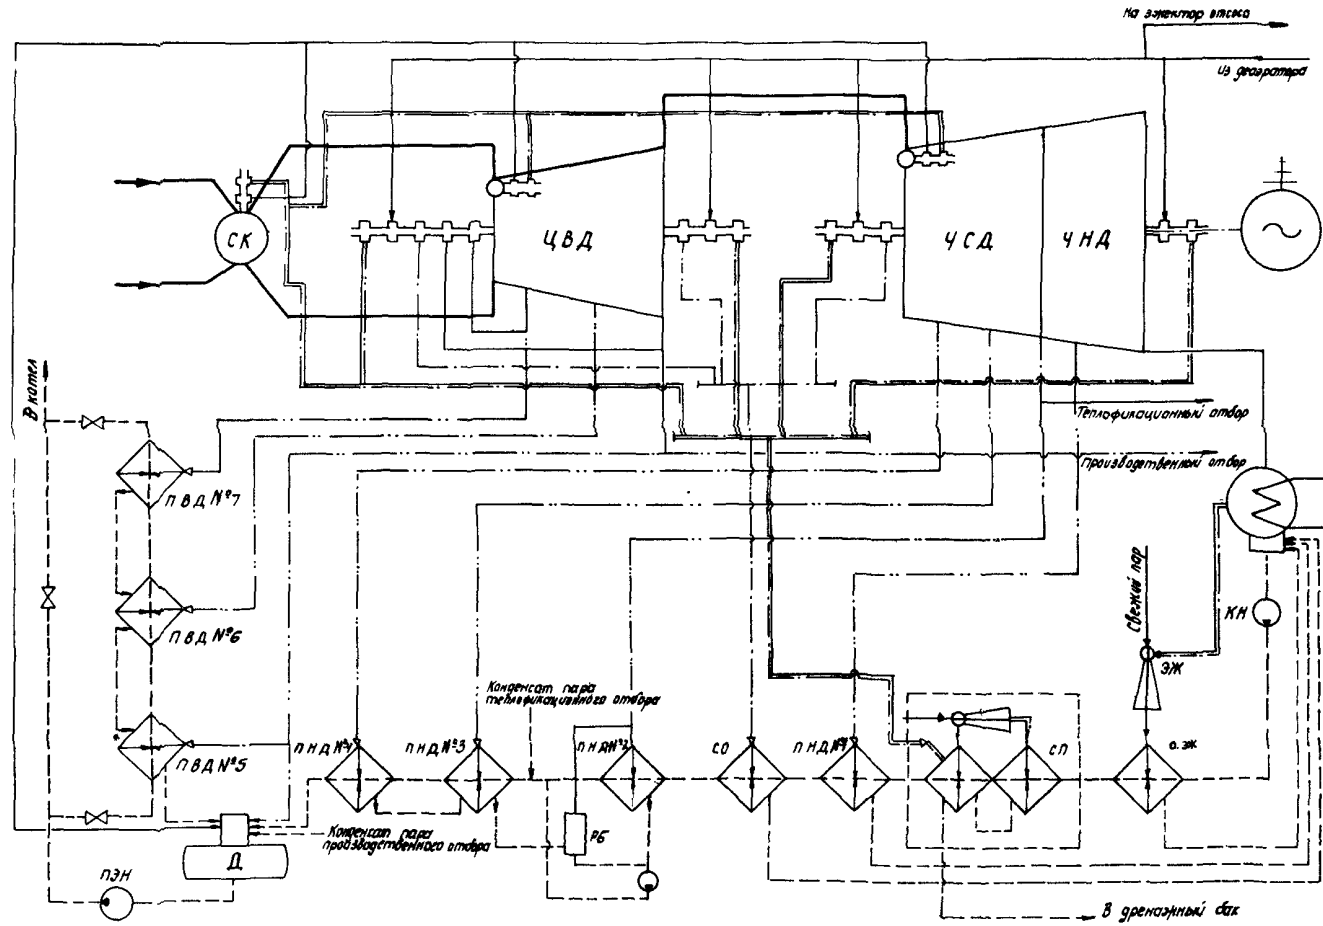 На эжектор отсоса
из деаэратора
СК
ЦВД
ЧСД
ЧНД
В котел
Теплофикационный отбор
Производственный отбор
ПВД №7
ПВД №6
ПВД №5
Свежий пар
КН
ЭЖ
Конденсат пара
теплофикационного отбора
ПНД №4
ПНД №3
ПНД №2
СО
ПНД №1
СП
О.ЭЖ
РБ
Конденсат пара
производственного отбора
Д
ПЭН
В дренажный бак